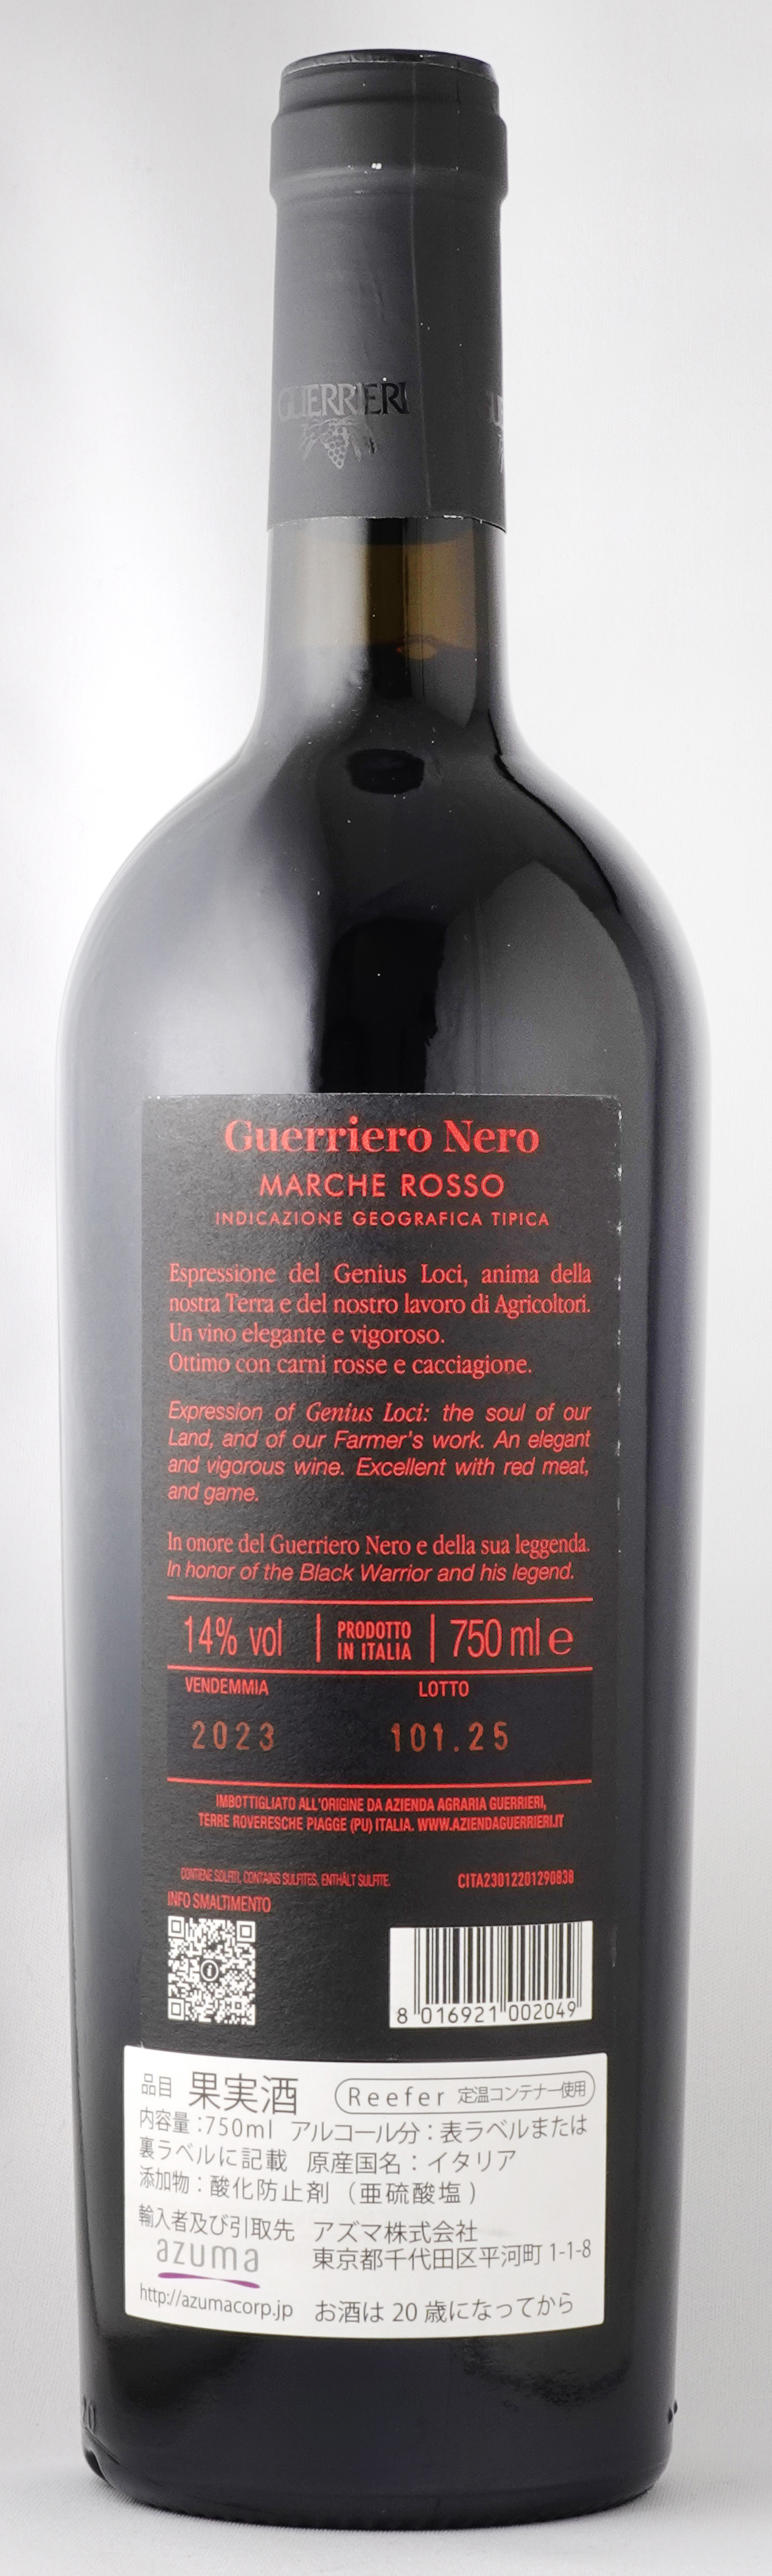 GUERRIERI
Guerriero Nero
MARCHE ROSSO
INDICAZIONE GEOGRAFICA TIPICA
Espressione del Genius Loci, anima della
nostra Terra e del nostro lavoro di Agricoltori.
Un vino elegante e vigoroso.
Ottimo con carni rosse e cacciagione.
Expression of Genius Loci: the soul of our
Land, and of our Farmer's work. An elegant
and vigorous wine. Excellent with red meat,
and game.
In onore del Guerriero Nero e della sua leggenda.
In honor of the Black Warrior and his legend.
14% vol | PRODOTTO IN ITALIA | 750 ml e
VENDEMMIA LOTTO
2023 101.25
IMBOTTIGLIATO ALL'ORIGINE DA AZIENDA AGRARIA GUERRIERI,
TERRE ROVERESCHE PIAGGE (PU) ITALIA. WWW.AZIENDAGUERRIERI.IT
CONTIENE SOLFITI, CONTAINS SULFITES, ENTHÄLT SULFITE. CITA23012201290838
INFO SMALTIMENTO
8 016921 002049
品目 果実酒 Reefer 定温コンテナー使用
内容量:750ml アルコール分:表ラベルまたは
裏ラベルに記載 原産国名:イタリア
添加物:酸化防止剤(亜硫酸塩)
輸入者及び引取先 アズマ株式会社
azuma 東京都千代田区平河町 1-1-8
http://azumacorp.jp お酒は 20 歳になってから